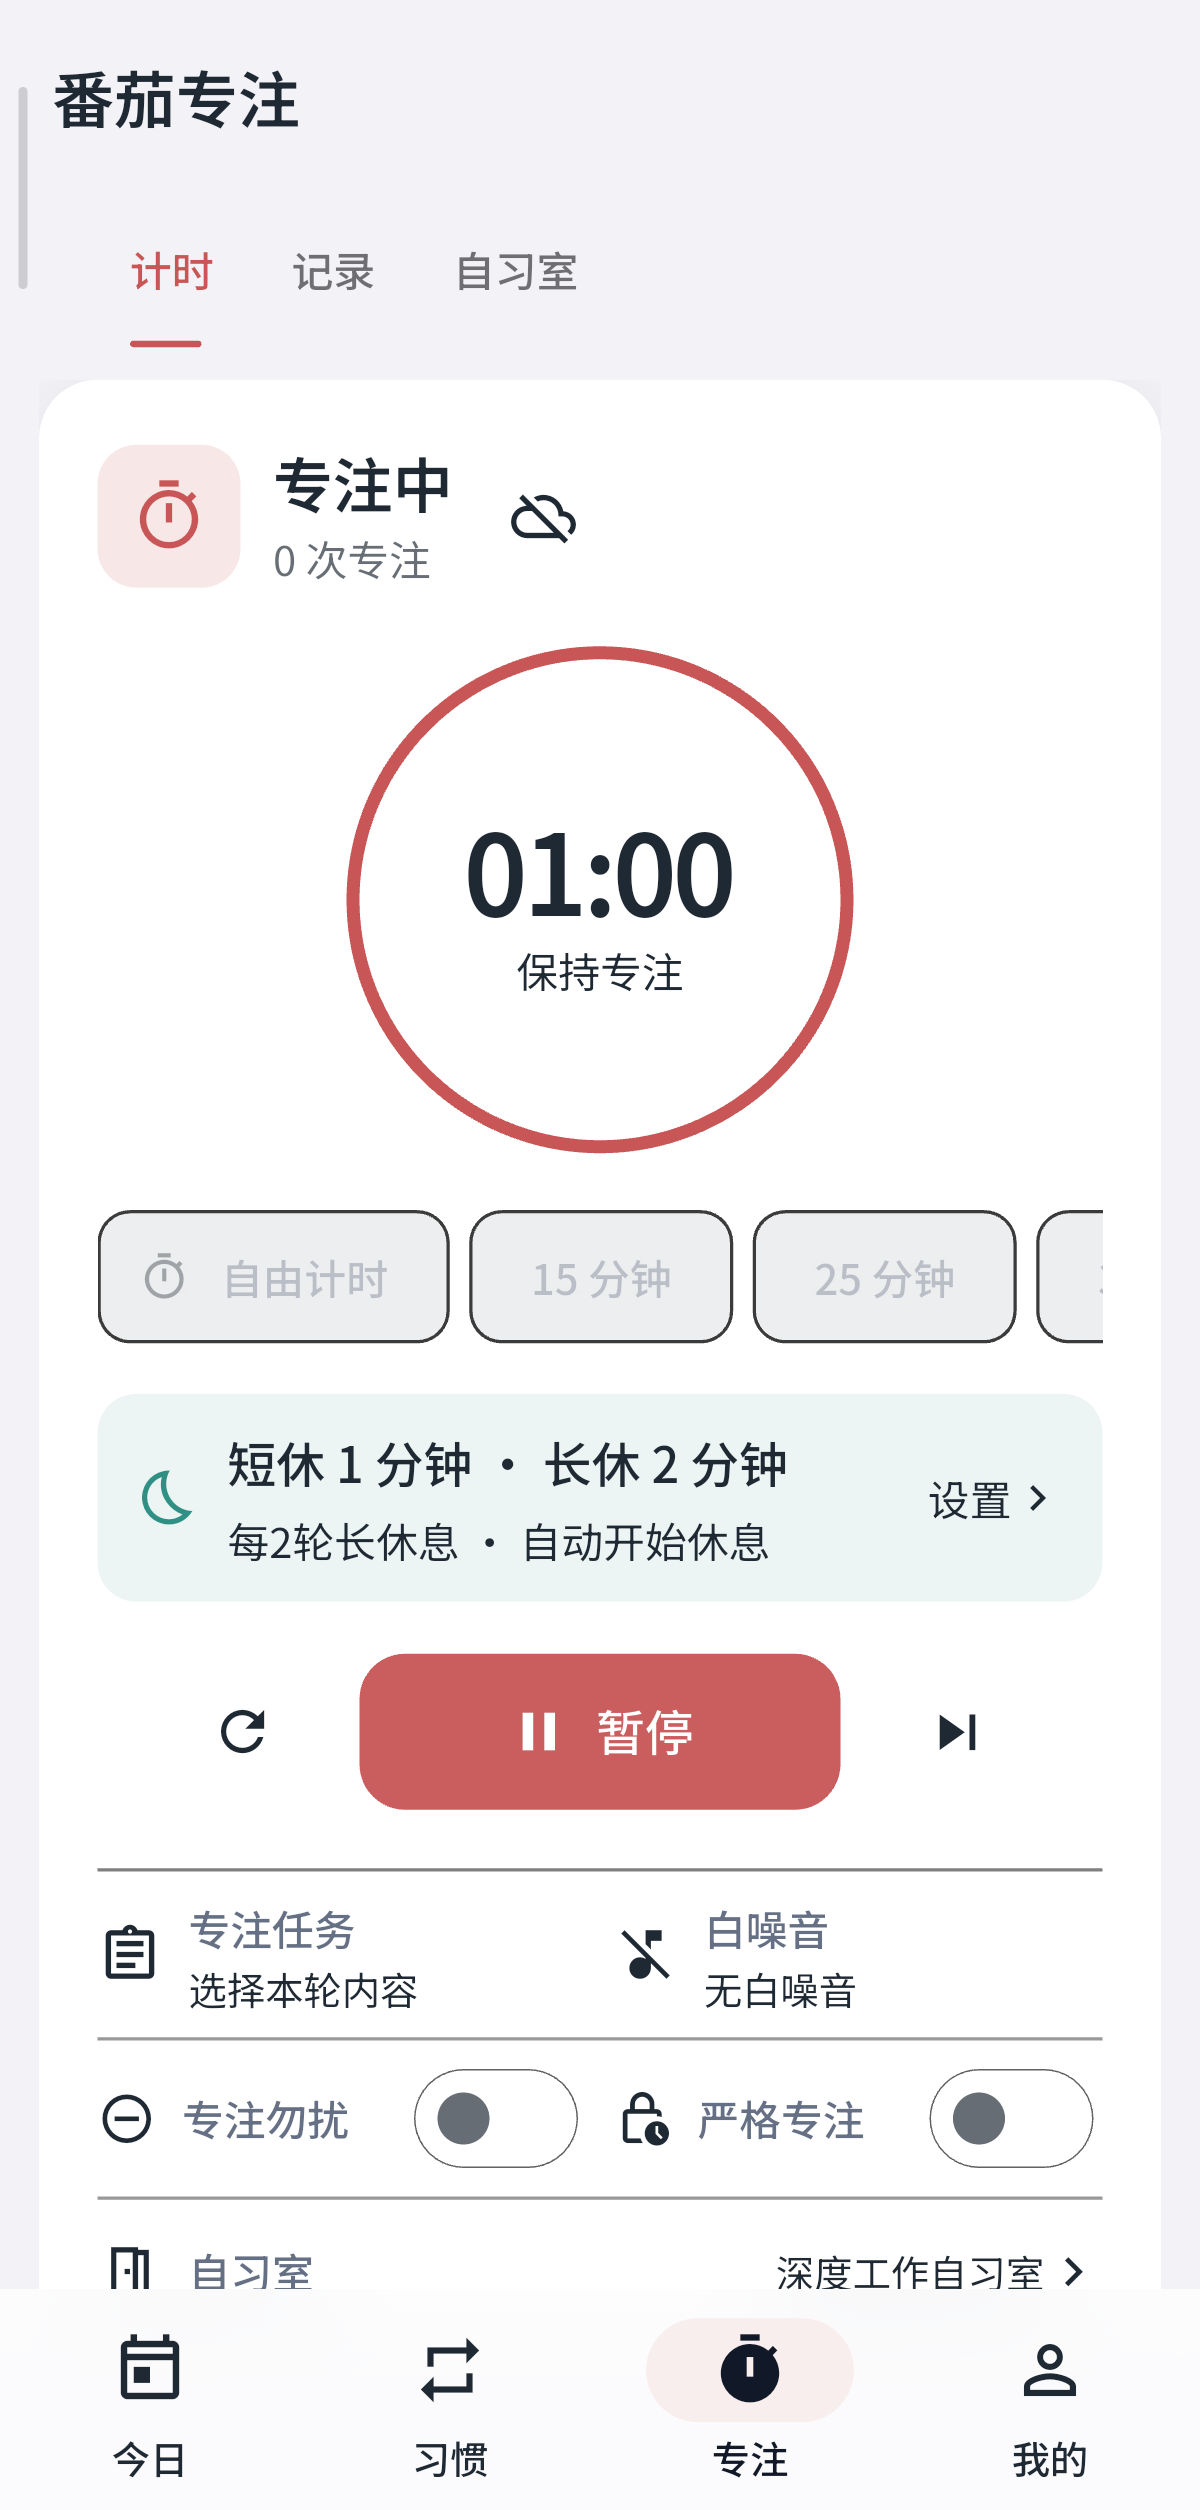 番茄专注
计时 记录 自习室
专注中
0 次专注
01:00
保持专注
自由计时 15 分钟 25 分钟
短休 1 分钟 · 长休 2 分钟
每2轮长休息 · 自动开始休息
设置
暂停
专注任务
选择本轮内容
白噪音
无白噪音
专注勿扰 严格专注
自习室 深度工作自习室
今日 习惯 专注 我的